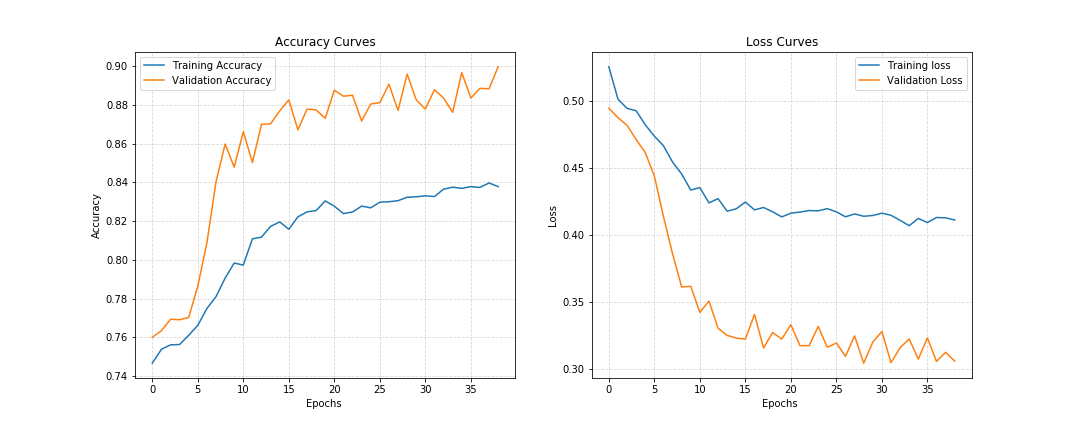 Accuracy Curves
Training Accuracy
Validation Accuracy
0.90
0.88
0.86
0.84
0.82
0.80
0.78
0.76
0.74
Accuracy
0 5 10 15 20 25 30 35
Epochs
Loss Curves
Training loss
Validation Loss
0.50
0.45
0.40
0.35
0.30
Loss
0 5 10 15 20 25 30 35
Epochs